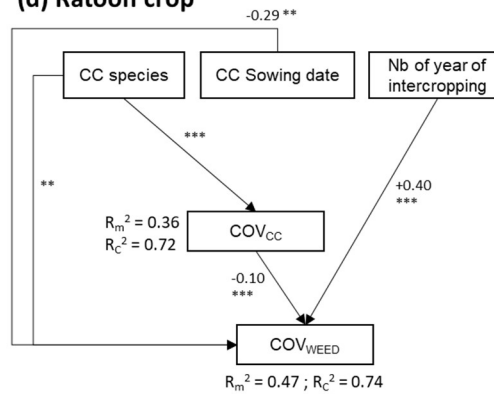 (d) Ratoon crop
-0.29 **
CC species
CC Sowing date
Nb of year of
intercropping
***
**
+0.40
***
Rm² = 0.36
RC² = 0.72
COVCC
-0.10
***
COVWEED
Rm² = 0.47 ; RC² = 0.74